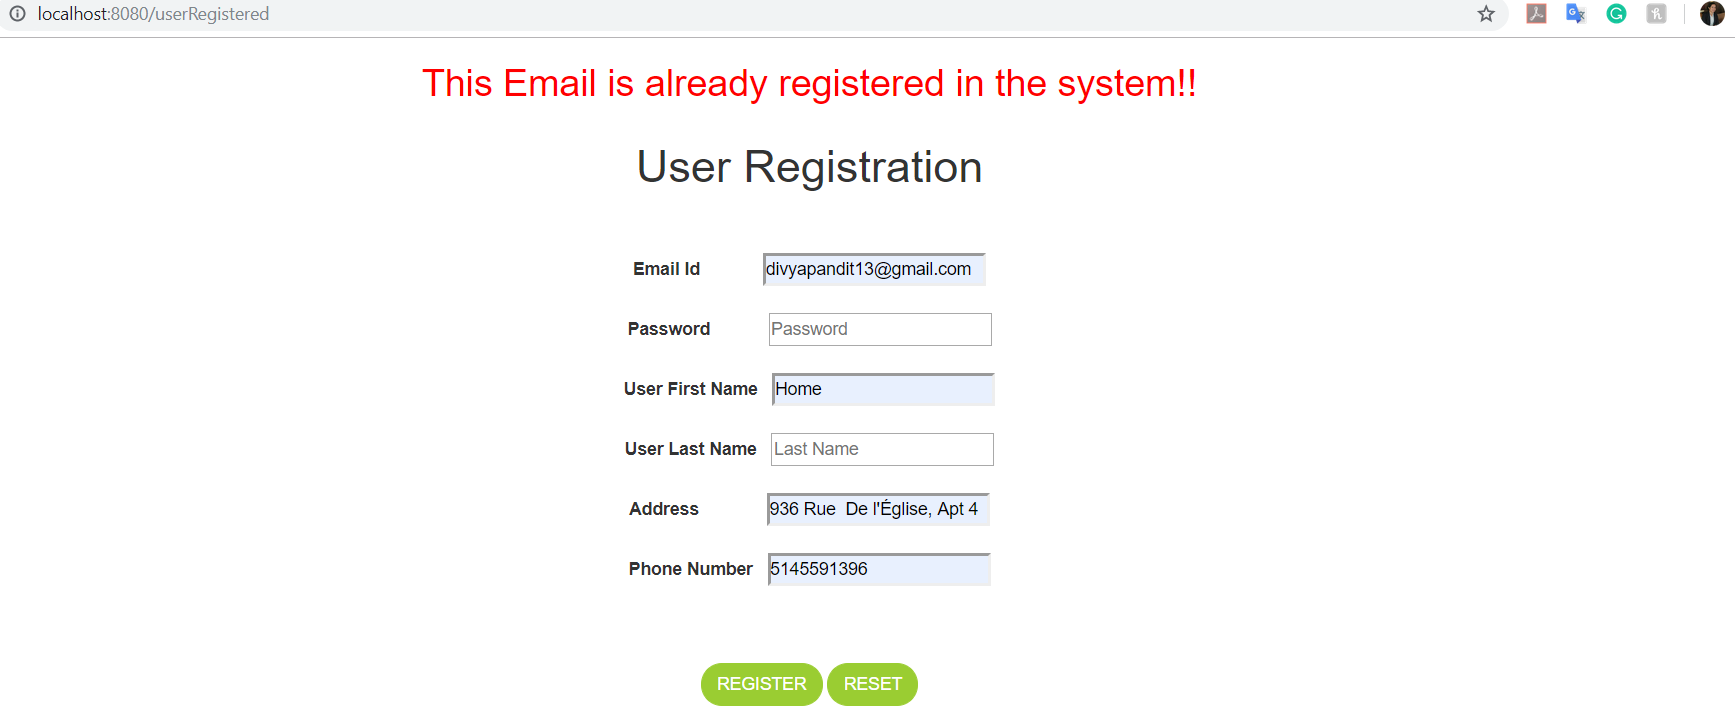 localhost:8080/userRegistered
This Email is already registered in the system!!
User Registration
Email Id divyapandit13@gmail.com
Password Password
User First Name Home
User Last Name Last Name
Address 936 Rue  De l'Église, Apt 4
Phone Number 5145591396
REGISTER RESET